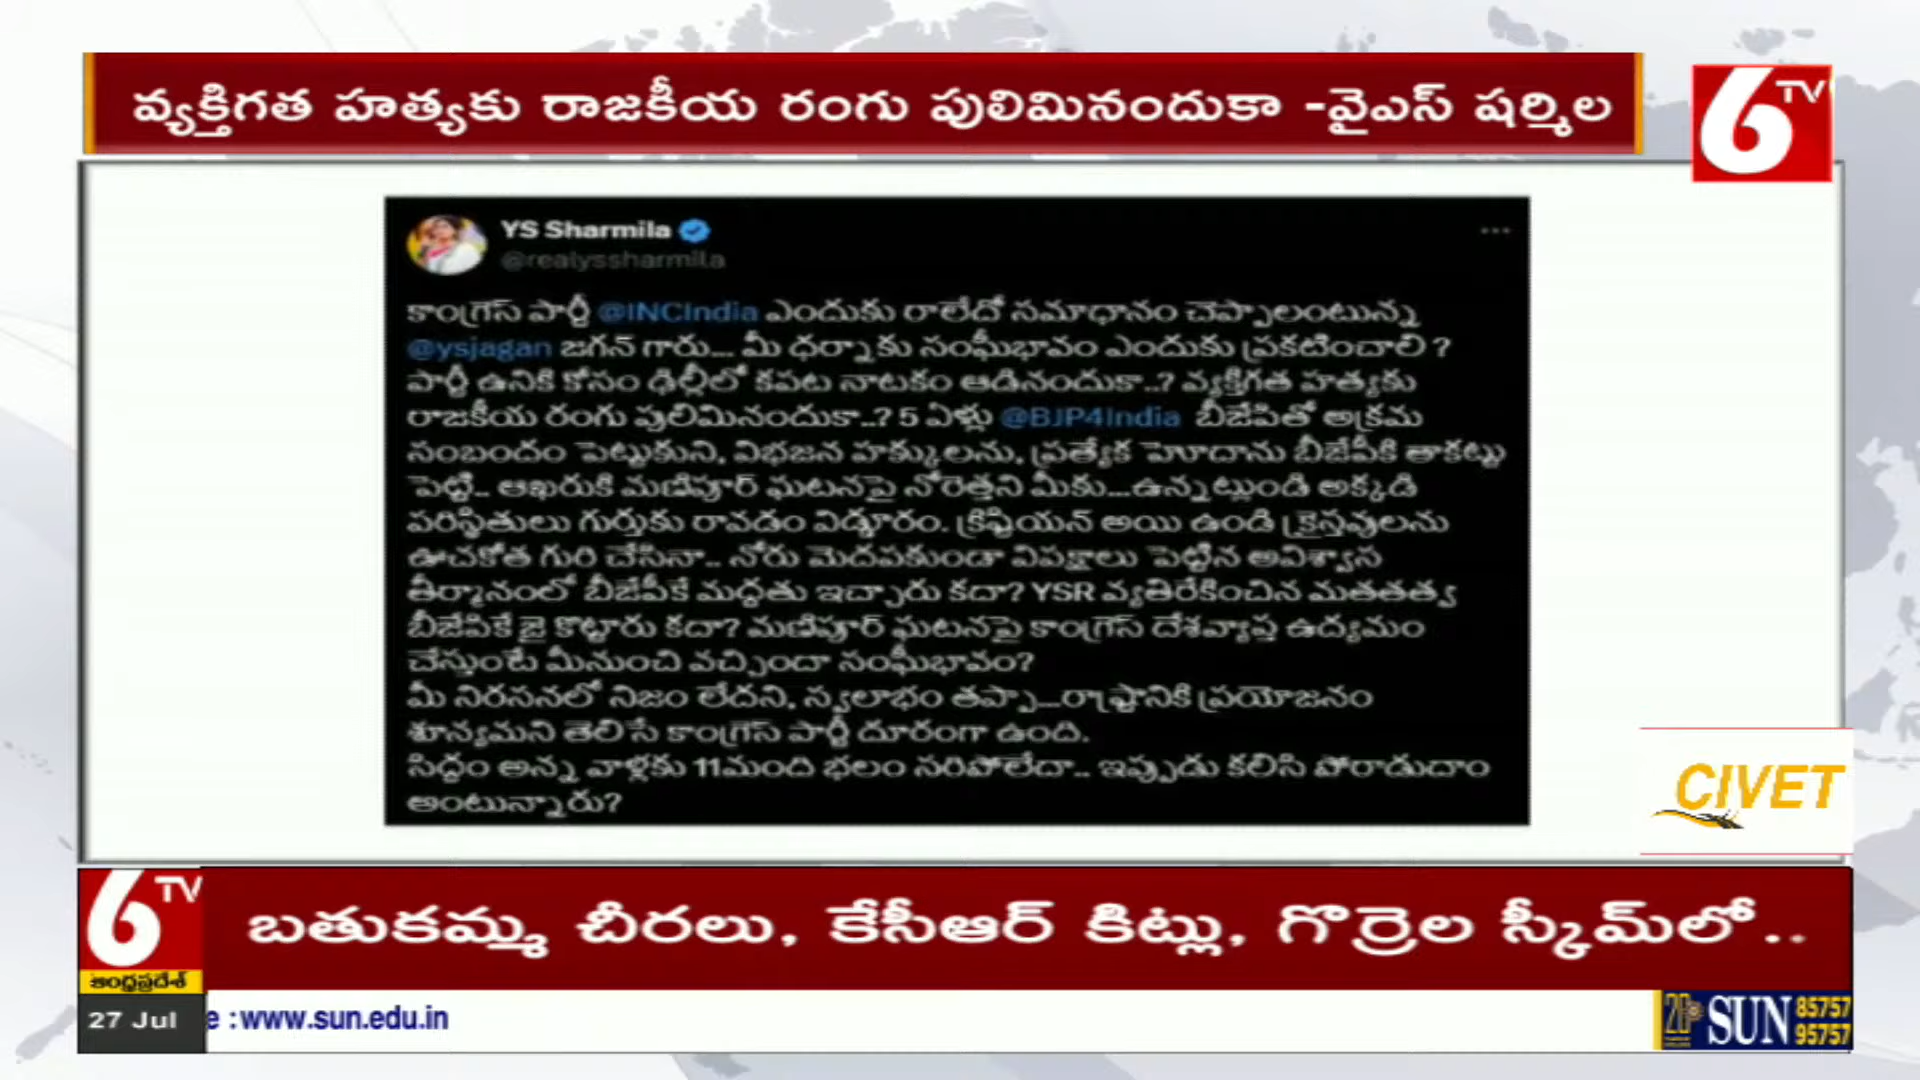 వ్యక్తిగత హత్యకు రాజకీయ రంగు పులిమినందుకా -వైఎస్ షర్మిల
6 TV
YS Sharmila
@realyssharmila
కాంగ్రెస్ పార్టీ @INCIndia ఎందుకు రాలేదో సమాధానం చెప్పాలంటున్న
@ysjagan జగన్ గారు... మీ ధర్నాకు సంఘీభావం ఎందుకు ప్రకటించాలి ?
పార్టీ ఉనికి కోసం ఢిల్లీలో కపట నాటకం ఆడినందుకా..? వ్యక్తిగత హత్యకు
రాజకీయ రంగు పులిమినందుకా..? 5 ఏళ్లు @BJP4India బీజేపితో అక్రమ
సంబందం పెట్టుకుని, విభజన హక్కులను, ప్రత్యేక హెూదాను బీజేపీకి తాకట్టు
పెట్టి.. ఆఖరుకి మణిపూర్ ఘటనపై నోరెత్తని మీకు...ఉన్నట్లుండి అక్కడి
పరిస్థితులు గుర్తుకు రావడం విడ్డూరం. క్రిష్టియన్ అయి ఉండి క్రైస్తవులను
ఊచకోత గురి చేసినా.. నోరు మెదపకుండా విపక్షాలు పెట్టిన అవిశ్వాస
తీర్మానంలో బీజేపీకే మద్దతు ఇచ్చారు కదా? YSR వ్యతిరేకించిన మతతత్వ
బీజేపికే జై కొట్టారు కదా? మణిపూర్ ఘటనపై కాంగ్రెస్ దేశవ్యాప్త ఉద్యమం
చేస్తుంటే మీనుంచి వచ్చిందా సంఘీభావం?
మీ నిరసనలో నిజం లేదని, స్వలాభం తప్పా...రాష్ట్రానికి ప్రయోజనం
శూన్యమని తెలిసే కాంగ్రెస్ పార్టీ దూరంగా ఉంది.
సిద్ధం అన్న వాళ్లకు 11మంది భలం సరిపోలేదా.. ఇప్పుడు కలిసి పోరాడుదాం
అంటున్నారు?
CIVET
6 TV
ఆంధ్రప్రదేశ్
బతుకమ్మ చీరలు, కేసీఆర్ కిట్లు, గొర్రెల స్కీమ్‌లో..
27 Jul
e :www.sun.edu.in
SUN 85757
95757